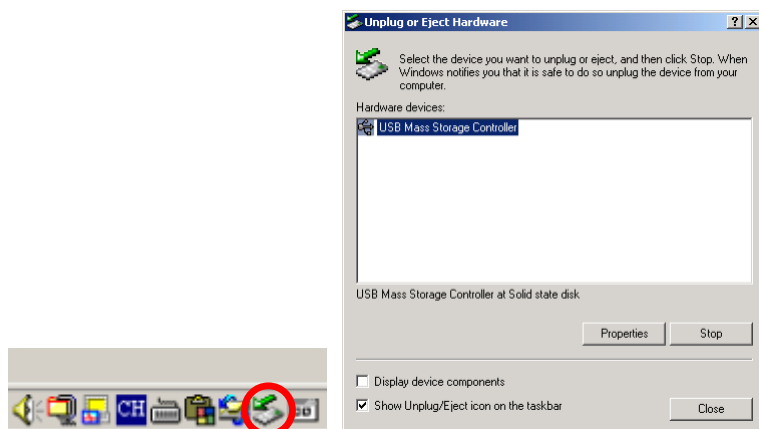 Unplug or Eject Hardware
Select the device you want to unplug or eject, and then click Stop. When
Windows notifies you that it is safe to do so unplug the device from your
computer.
Hardware devices:
USB Mass Storage Controller
USB Mass Storage Controller at Solid state disk
Properties
Stop
Display device components
Show Unplug/Eject icon on the taskbar
Close
CH